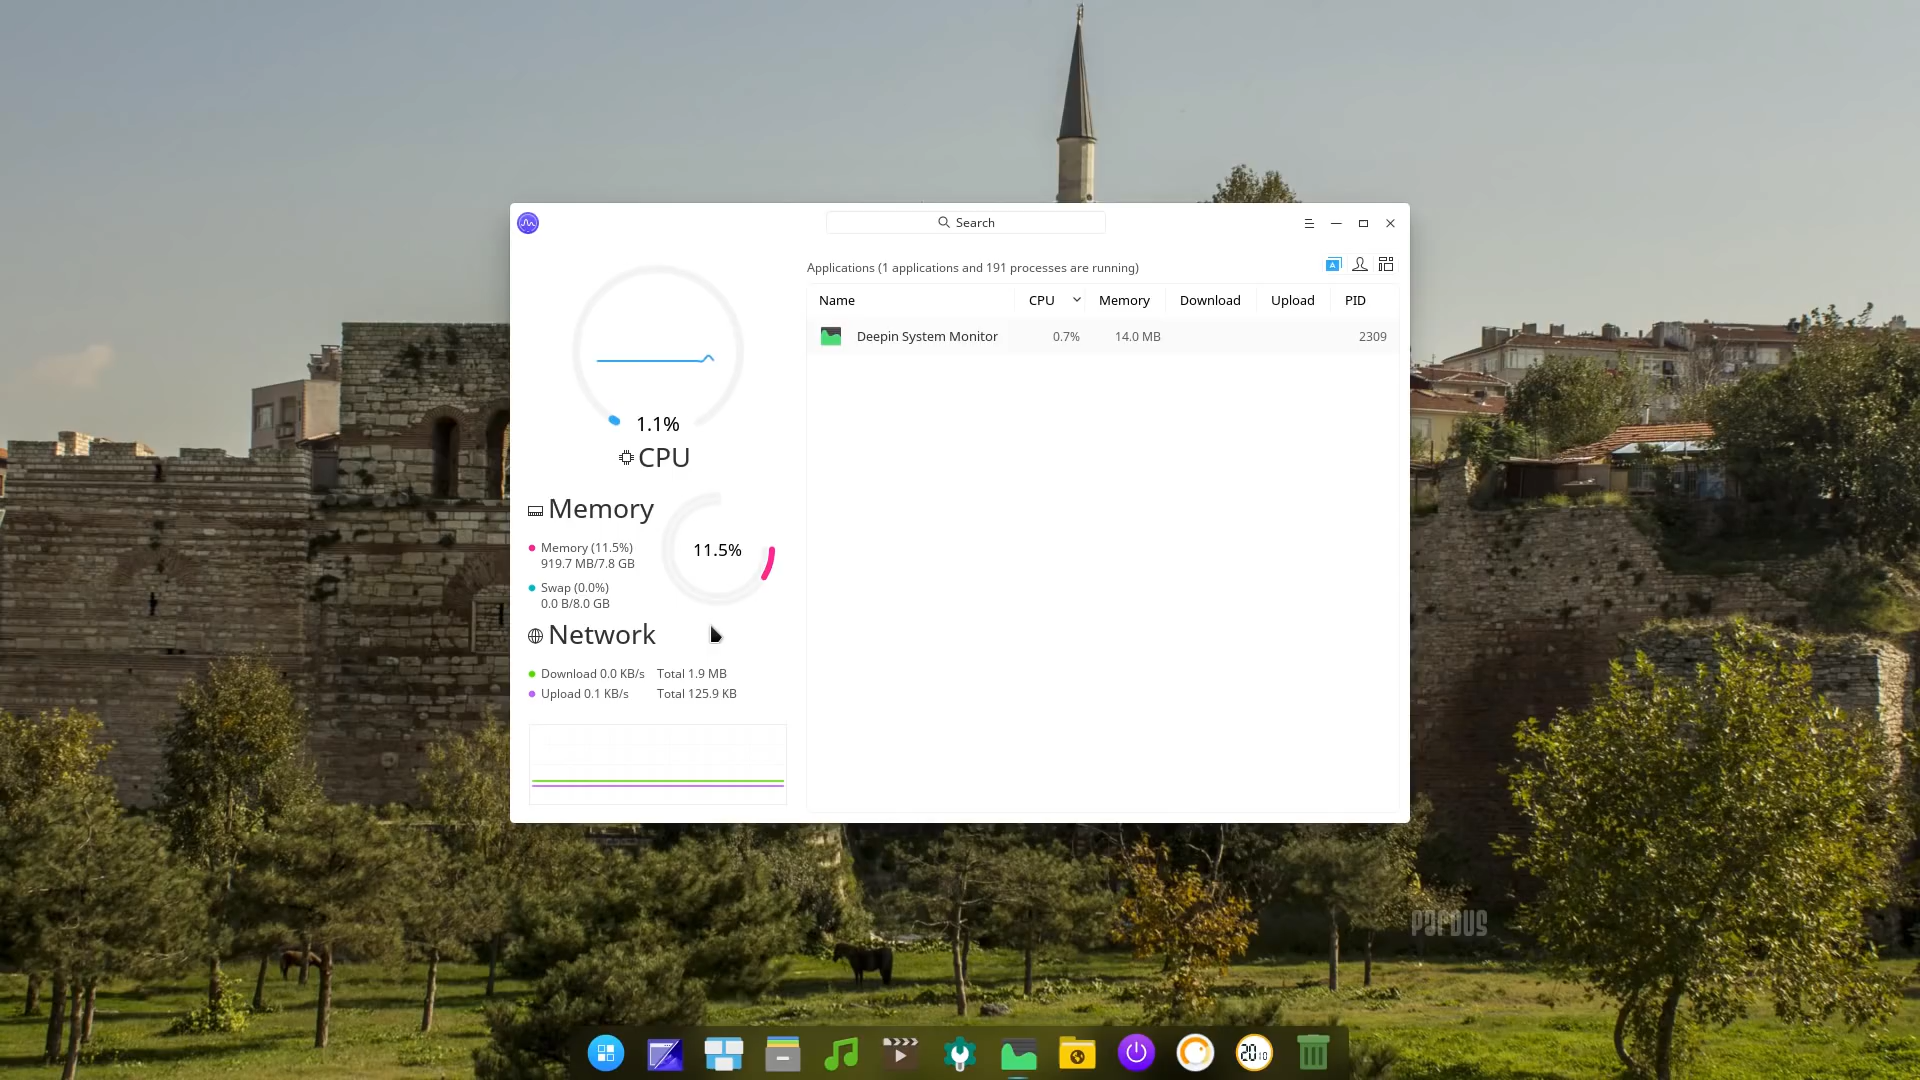 Search
Applications (1 applications and 191 processes are running)
Name CPU Memory Download Upload PID
Deepin System Monitor 0.7% 14.0 MB 2309
1.1%
CPU
Memory
Memory (11.5%)
919.7 MB/7.8 GB
Swap (0.0%)
0.0 B/8.0 GB
11.5%
Network
Download 0.0 KB/s Total 1.9 MB
Upload 0.1 KB/s Total 125.9 KB
PARDUS
20:10